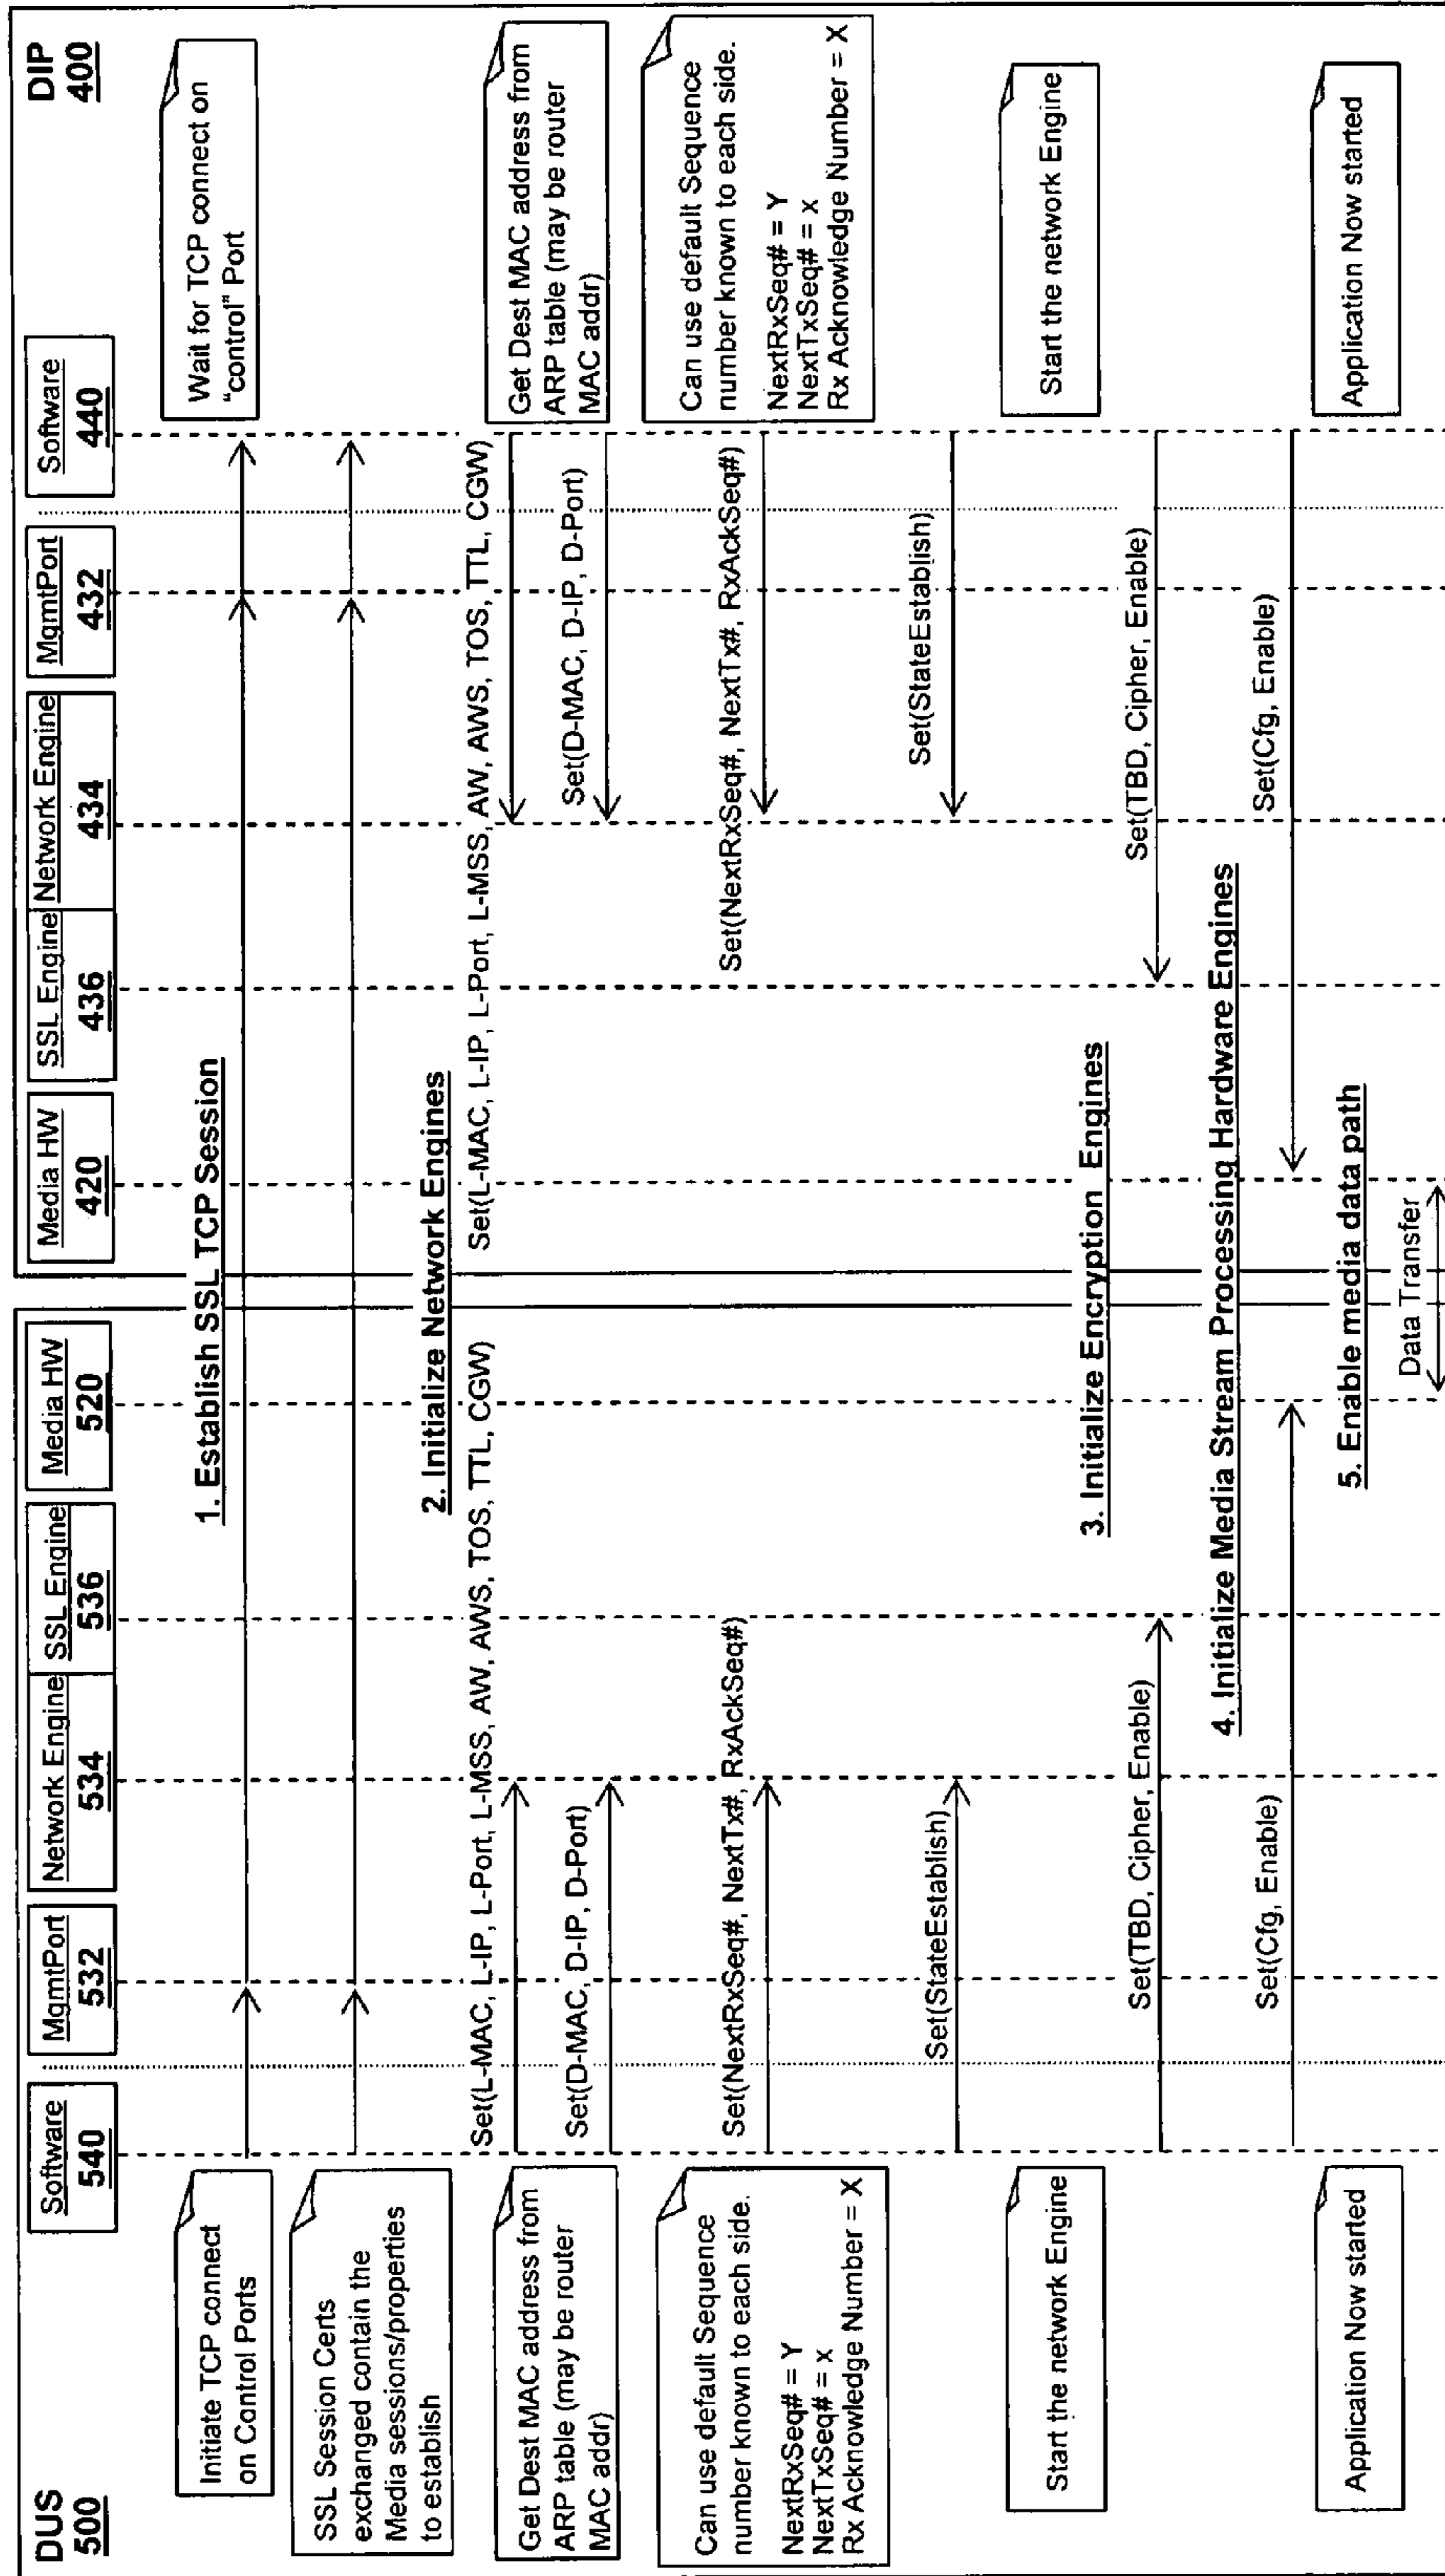 DUS
500
Software
540
MgmtPort
532
Network Engine
534
SSL Engine
536
Media HW
520
Media HW
420
SSL Engine
436
Network Engine
434
MgmtPort
432
Software
440
DIP
400
Initiate TCP connect
on Control Ports
1. Establish SSL TCP Session
Wait for TCP connect on
"control" Port
SSL Session Certs
exchanged contain the
Media sessions/properties
to establish
2. Initialize Network Engines
Set(L-MAC, L-IP, L-Port, L-MSS, AW, AWS, TOS, TTL, CGW)
Set(L-MAC, L-IP, L-Port, L-MSS, AW, AWS, TOS, TTL, CGW)
Get Dest MAC address from
ARP table (may be router
MAC addr)
Set(D-MAC, D-IP, D-Port)
Set(D-MAC, D-IP, D-Port)
Get Dest MAC address from
ARP table (may be router
MAC addr)
Can use default Sequence
number known to each side.
NextRxSeq# = Y
NextTxSeq# = X
Rx Acknowledge Number = X
Set(NextRxSeq#, NextTx#, RxAckSeq#)
Set(NextRxSeq#, NextTx#, RxAckSeq#)
Can use default Sequence
number known to each side.
NextRxSeq# = Y
NextTxSeq# = X
Rx Acknowledge Number = X
Set(StateEstablish)
Set(StateEstablish)
Start the network Engine
Start the network Engine
3. Initialize Encryption Engines
Set(TBD, Cipher, Enable)
Set(TBD, Cipher, Enable)
4. Initialize Media Stream Processing Hardware Engines
Set(Cfg, Enable)
Set(Cfg, Enable)
Application Now started
5. Enable media data path
Application Now started
Data Transfer